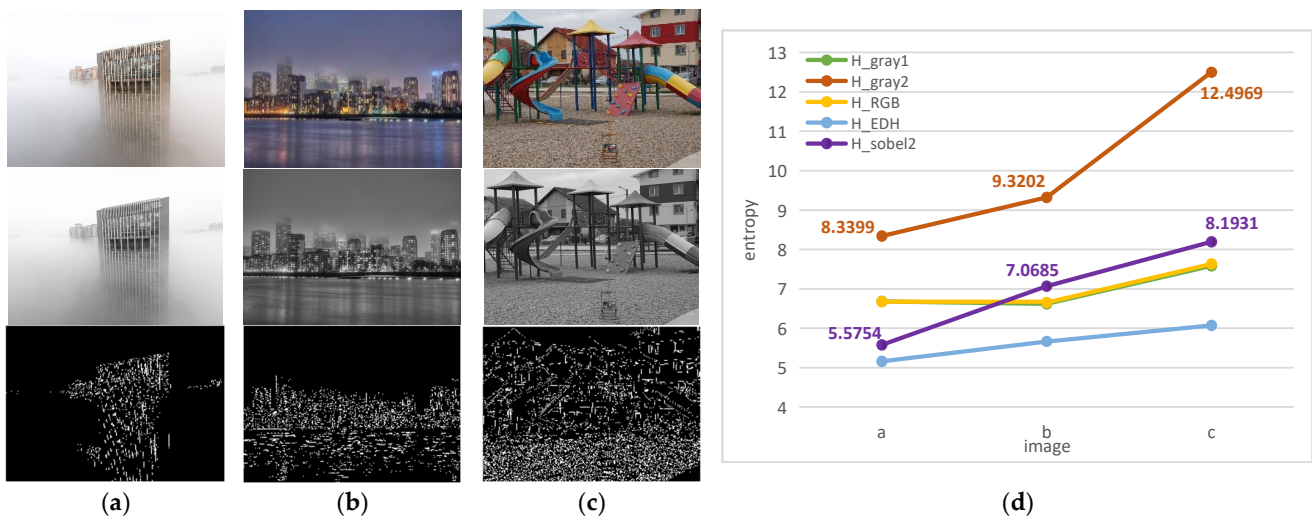 13
12
11
10
9
8
7
6
5
4
entropy
H_gray1
H_gray2
H_RGB
H_EDH
H_sobel2
12.4969
9.3202
8.3399
8.1931
7.0685
5.5754
a
b
c
image
(a)
(b)
(c)
(d)